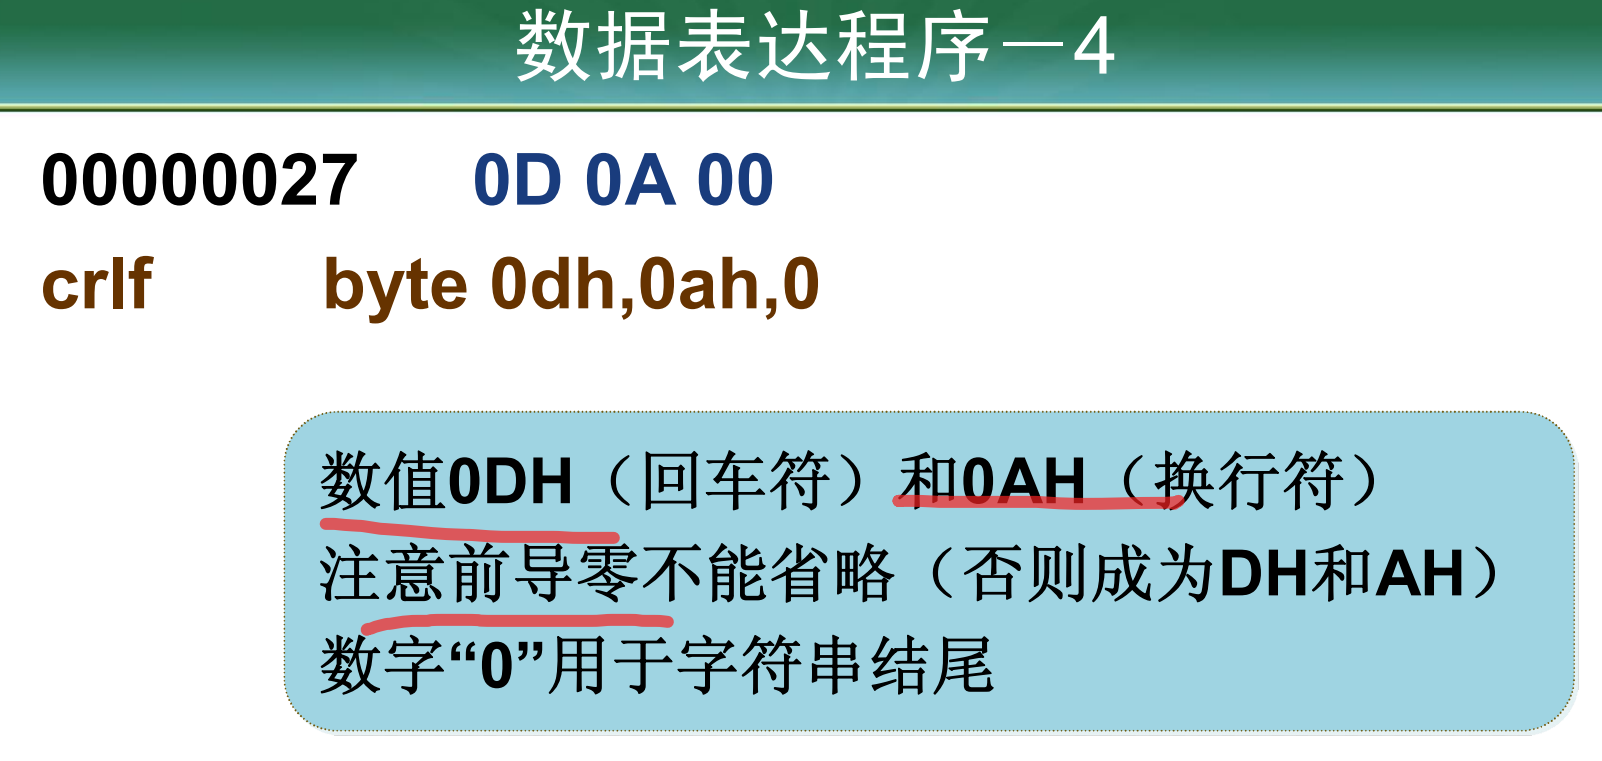 数据表达程序－4
00000027 0D 0A 00
crlf byte 0dh,0ah,0
数值0DH（回车符）和0AH（换行符）
注意前导零不能省略（否则成为DH和AH）
数字“0”用于字符串结尾